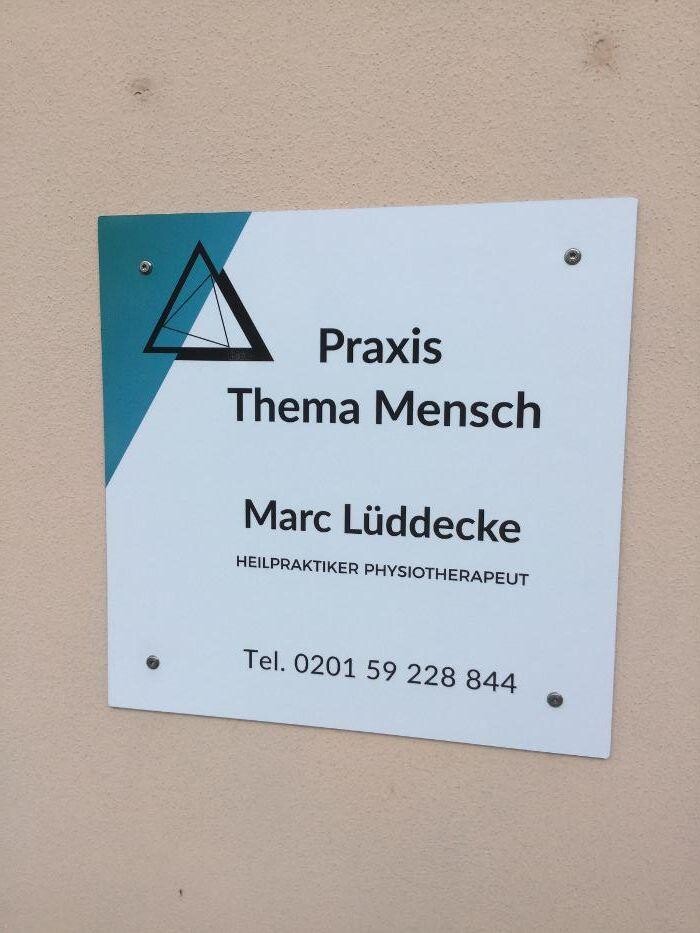 Praxis
Thema Mensch
Marc Lüddecke
HEILPRAKTIKER PHYSIOTHERAPEUT
Tel. 0201 59 228 844